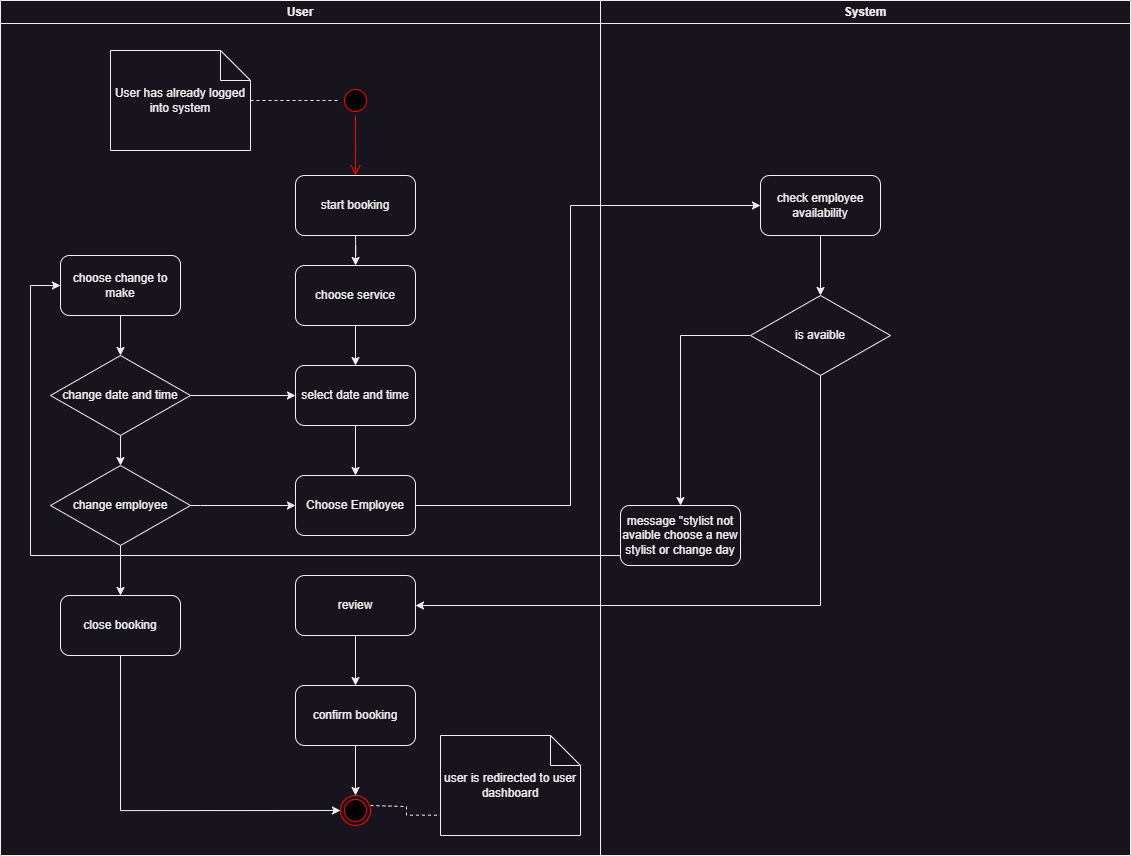 User
System
User has already logged
into system
start booking
check employee
availability
choose change to
make
choose service
is avaible
change date and time
select date and time
change employee
Choose Employee
message "stylist not
avaible choose a new
stylist or change day
review
close booking
confirm booking
user is redirected to user
dashboard